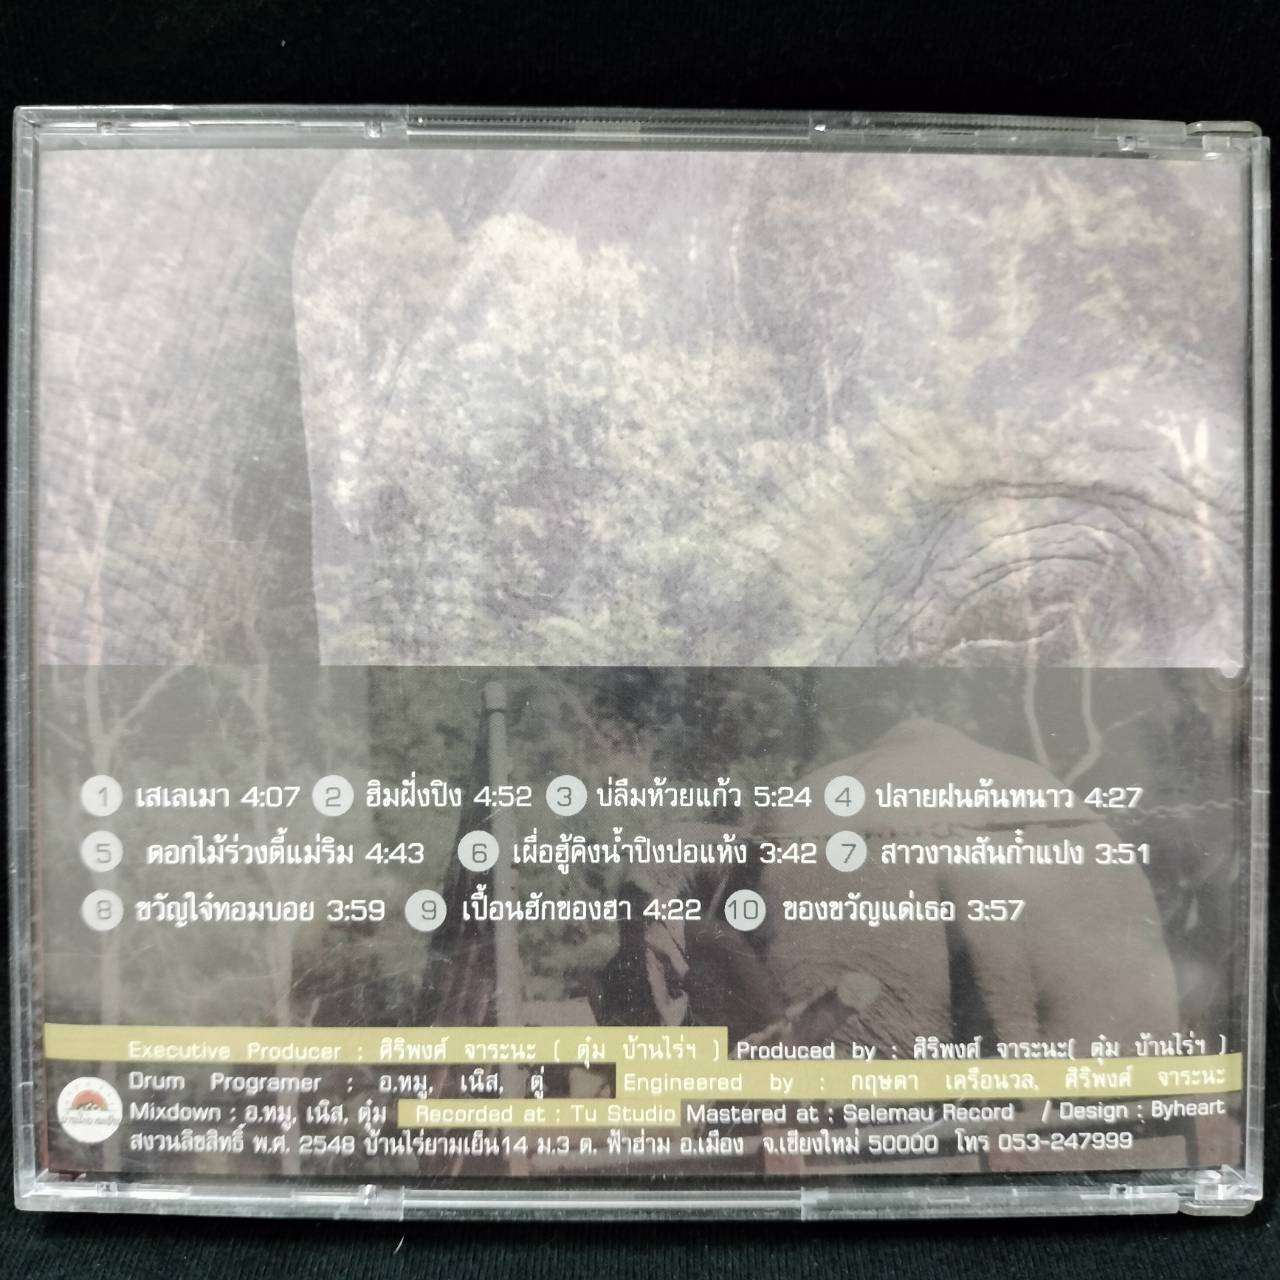 1 เสเลเมา 4:07 2 ฮิมฝั่งปิง 4:52 3 บ่ลืมห้วยแก้ว 5:24 4 ปลายฝนต้นหนาว 4:27
5 ดอกไม้ร่วงตี้แม่ริม 4:43 6 เผื่อฮู้คิงน้ำปิงปอแห้ง 3:42 7 สาวงามสันก๋ำแปง 3:51
8 ขวัญใจ๋หอมบอย 3:59 9 เปื้อนฮักของฮา 4:22 10 ของขวัญแด่เธอ 3:57
Executive Producer : ศิริพงศ์ จาระนะ ( ตุ๋ม บ้านไร่ฯ ) Produced by : ศิริพงศ์ จาระนะ( ตุ๋ม บ้านไร่ฯ )
Drum Programer : อ.หมู, เนิส, ตู่ Engineered by : กฤษดา เครือนวล, ศิริพงศ์ จาระนะ
Mixdown : อ.หมู, เนิส, ตุ๋ม Recorded at : Tu Studio Mastered at : Selemau Record / Design : Byheart
สงวนลิขสิทธิ์ พ.ศ. 2548 บ้านไร่ยามเย็น14 ม.3 ต. ฟ้าฮ่าม อ.เมือง จ.เชียงใหม่ 50000 โทร 053-247999